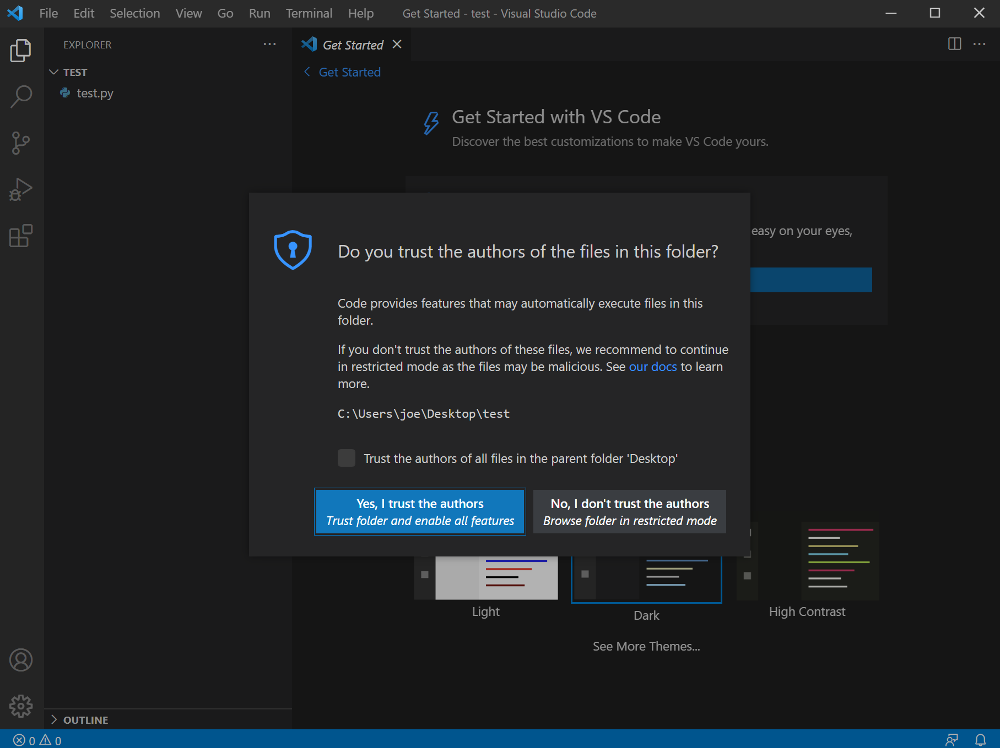 File Edit Selection View Go Run Terminal Help Get Started - test - Visual Studio Code
EXPLORER
TEST
test.py
Get Started
Get Started
Get Started with VS Code
Discover the best customizations to make VS Code yours.
easy on your eyes,
Do you trust the authors of the files in this folder?
Code provides features that may automatically execute files in this
folder.
If you don't trust the authors of these files, we recommend to continue
in restricted mode as the files may be malicious. See our docs to learn
more.
C:\Users\joe\Desktop\test
Trust the authors of all files in the parent folder 'Desktop'
Yes, I trust the authors
Trust folder and enable all features
No, I don't trust the authors
Browse folder in restricted mode
Light
Dark
High Contrast
See More Themes...
OUTLINE
0 0